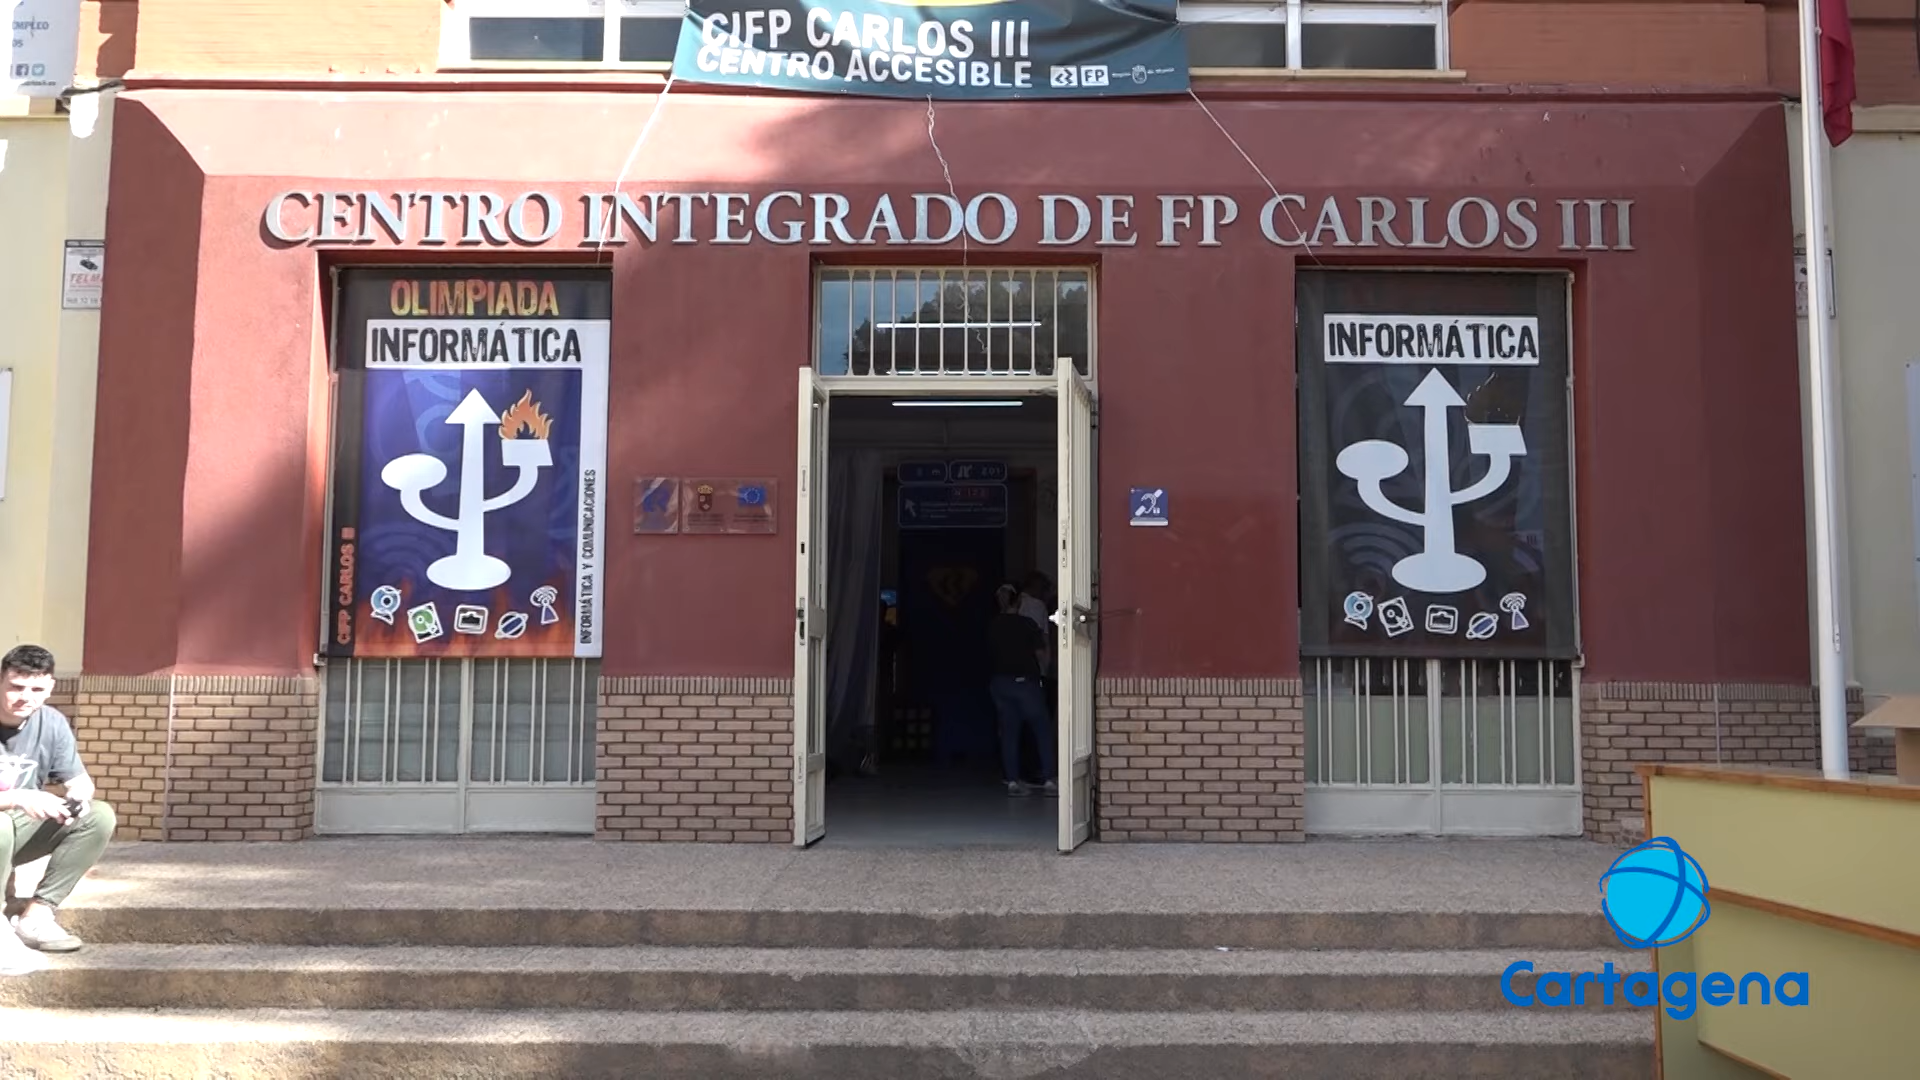 CIFP CARLOS III
CENTRO ACCESIBLE
FP
CENTRO INTEGRADO DE FP CARLOS III
OLIMPIADA
INFORMÁTICA
CIFP CARLOS III
INFORMÁTICA Y COMUNICACIONES
INFORMÁTICA
Cartagena